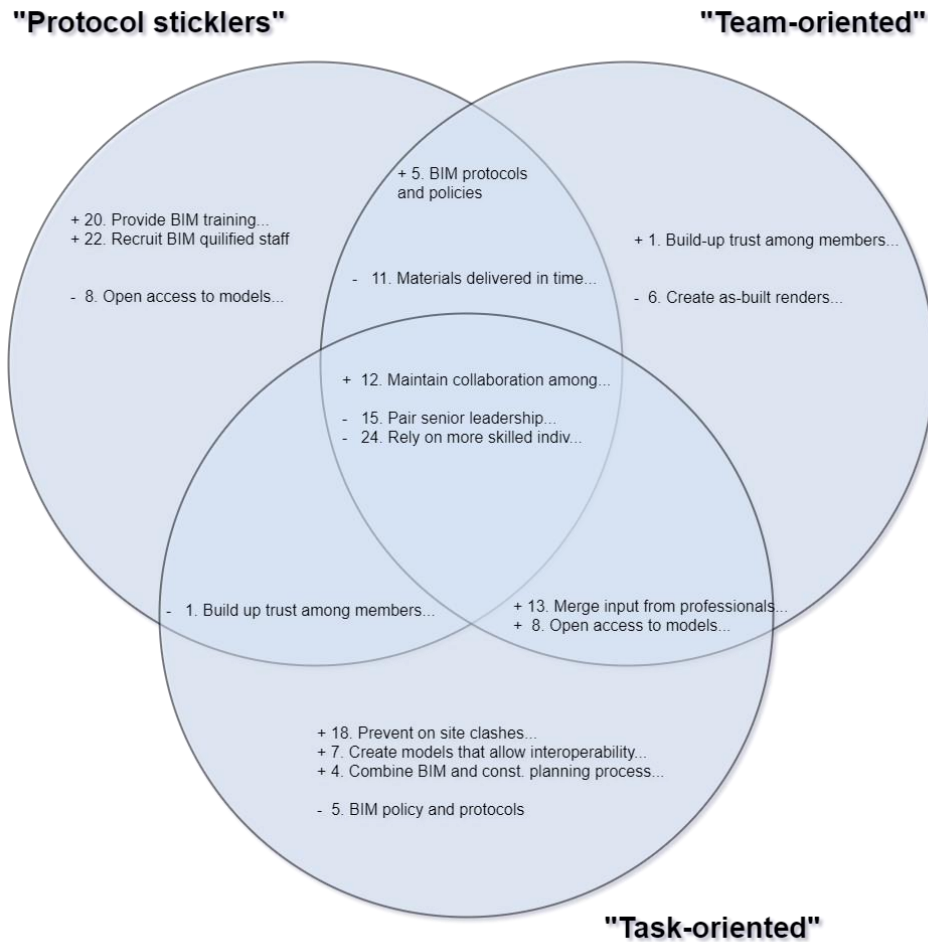 "Protocol sticklers"
"Team-oriented"
+ 5. BIM protocols
and policies
+ 20. Provide BIM training...
+ 22. Recruit BIM quilified staff
+ 1. Build-up trust among members...
- 11. Materials delivered in time...
- 8. Open access to models...
- 6. Create as-built renders...
+ 12. Maintain collaboration among...
- 15. Pair senior leadership...
- 24. Rely on more skilled indiv...
- 1. Build up trust among members...
+ 13. Merge input from professionals...
+ 8. Open access to models...
+ 18. Prevent on site clashes...
+ 7. Create models that allow interoperability...
+ 4. Combine BIM and const. planning process...
- 5. BIM policy and protocols
"Task-oriented"